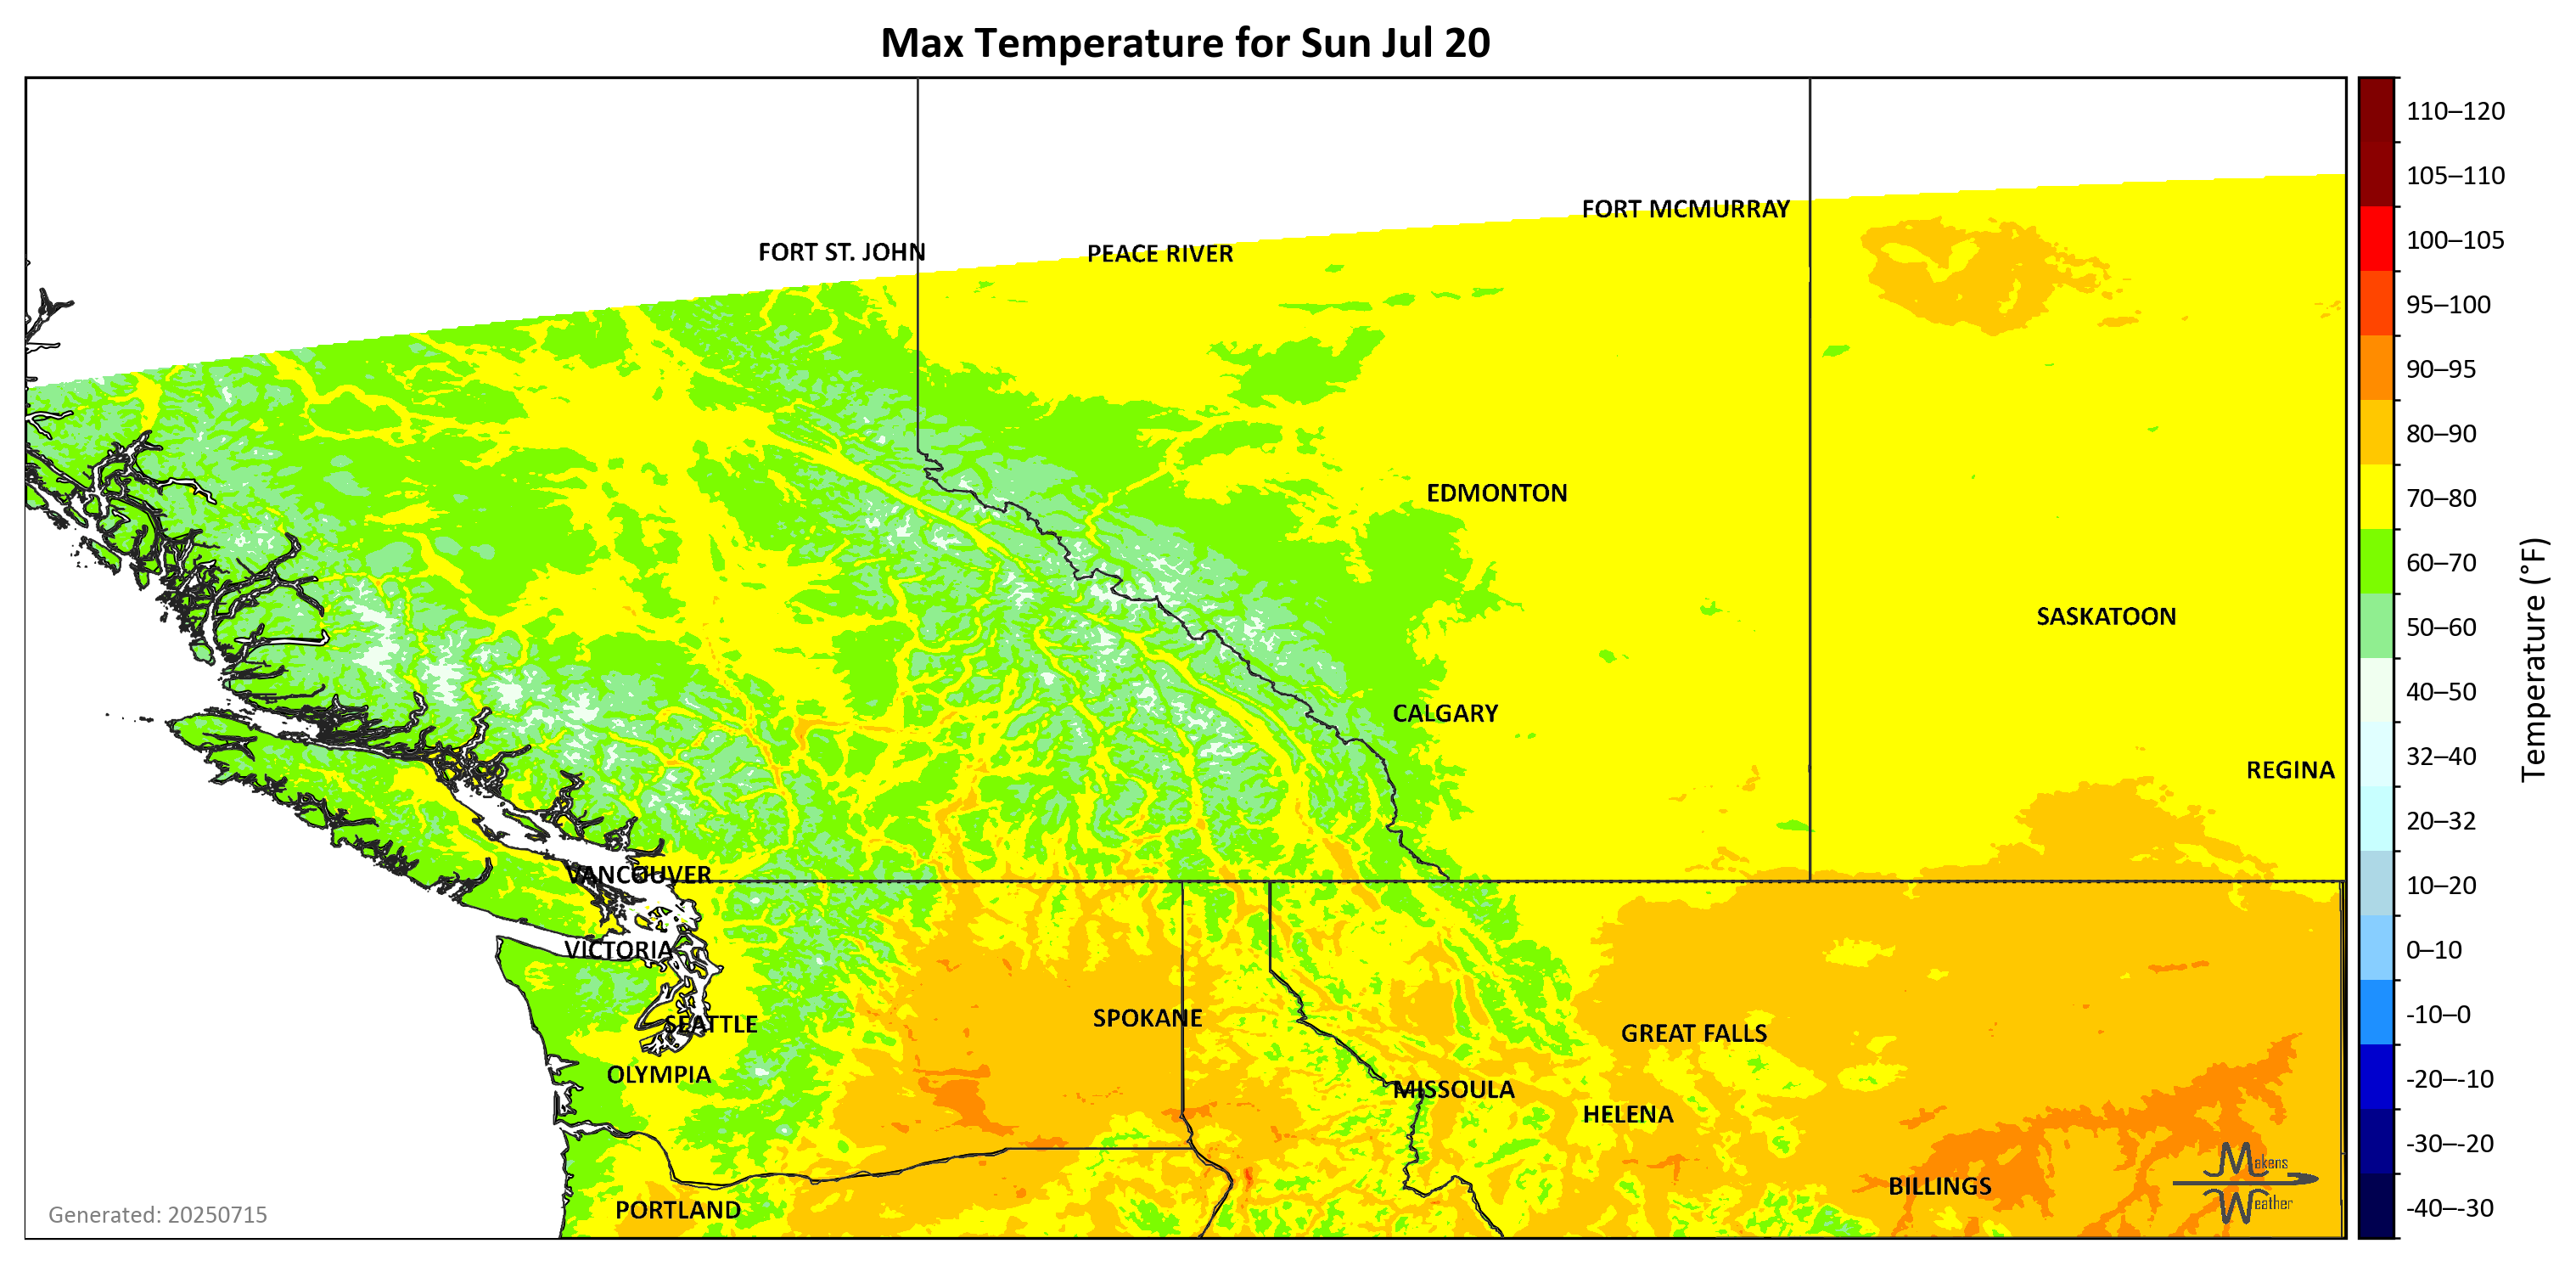 Max Temperature for Sun Jul 20
110–120
105–110
FORT MCMURRAY
100–105
FORT ST. JOHN
PEACE RIVER
95–100
90–95
80–90
EDMONTON
70–80
60–70
SASKATOON
50–60
40–50
CALGARY
Temperature (°F)
32–40
REGINA
20–32
VANCOUVER
10–20
VICTORIA
0–10
SEATTLE
SPOKANE
GREAT FALLS
-10–0
OLYMPIA
MISSOULA
-20–-10
HELENA
-30–-20
Makens
Weather
BILLINGS
PORTLAND
-40–-30
Generated: 20250715